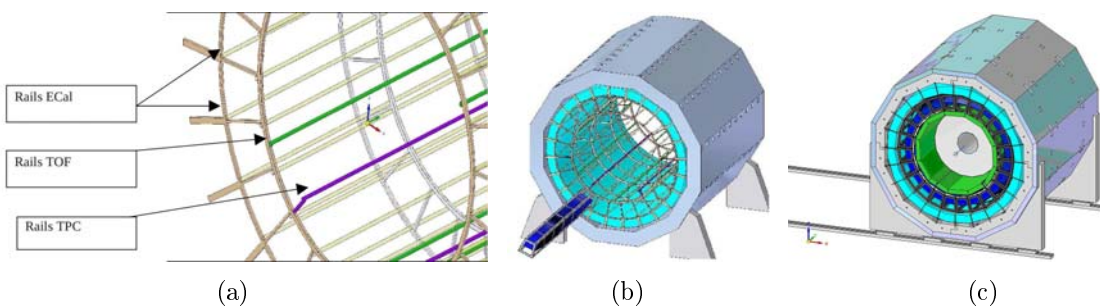 Rails ECal
Rails TOF
Rails TPC
(a)
(b)
(c)